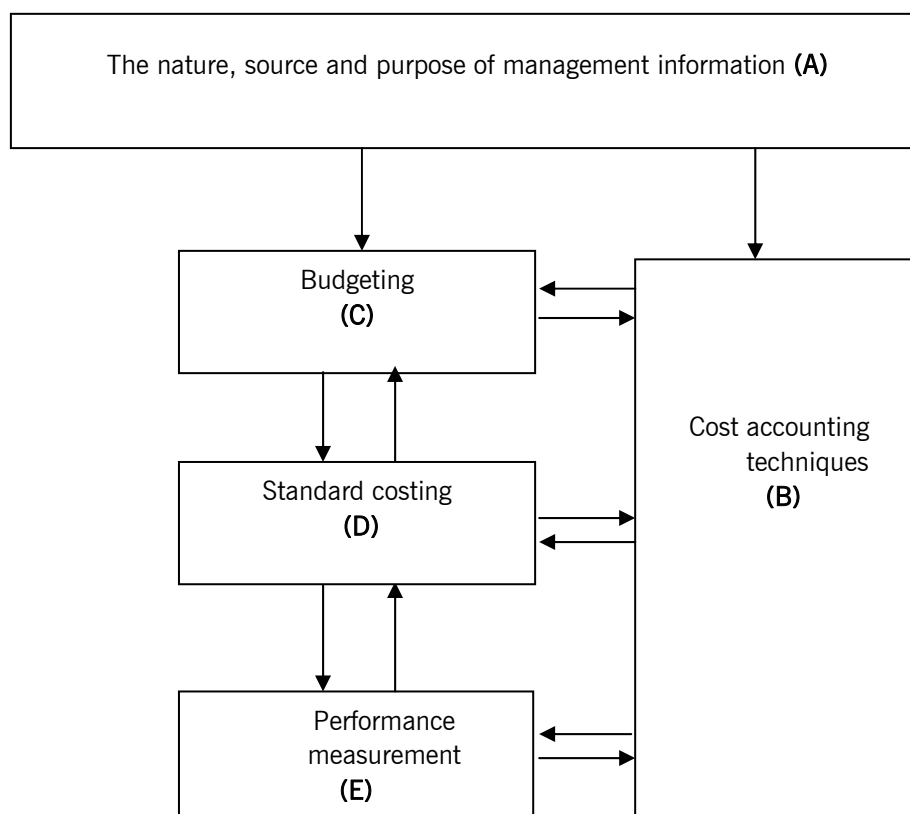 The nature, source and purpose of management information (A)
Budgeting
(C)
Cost accounting
techniques
(B)
Standard costing
(D)
Performance
measurement
(E)